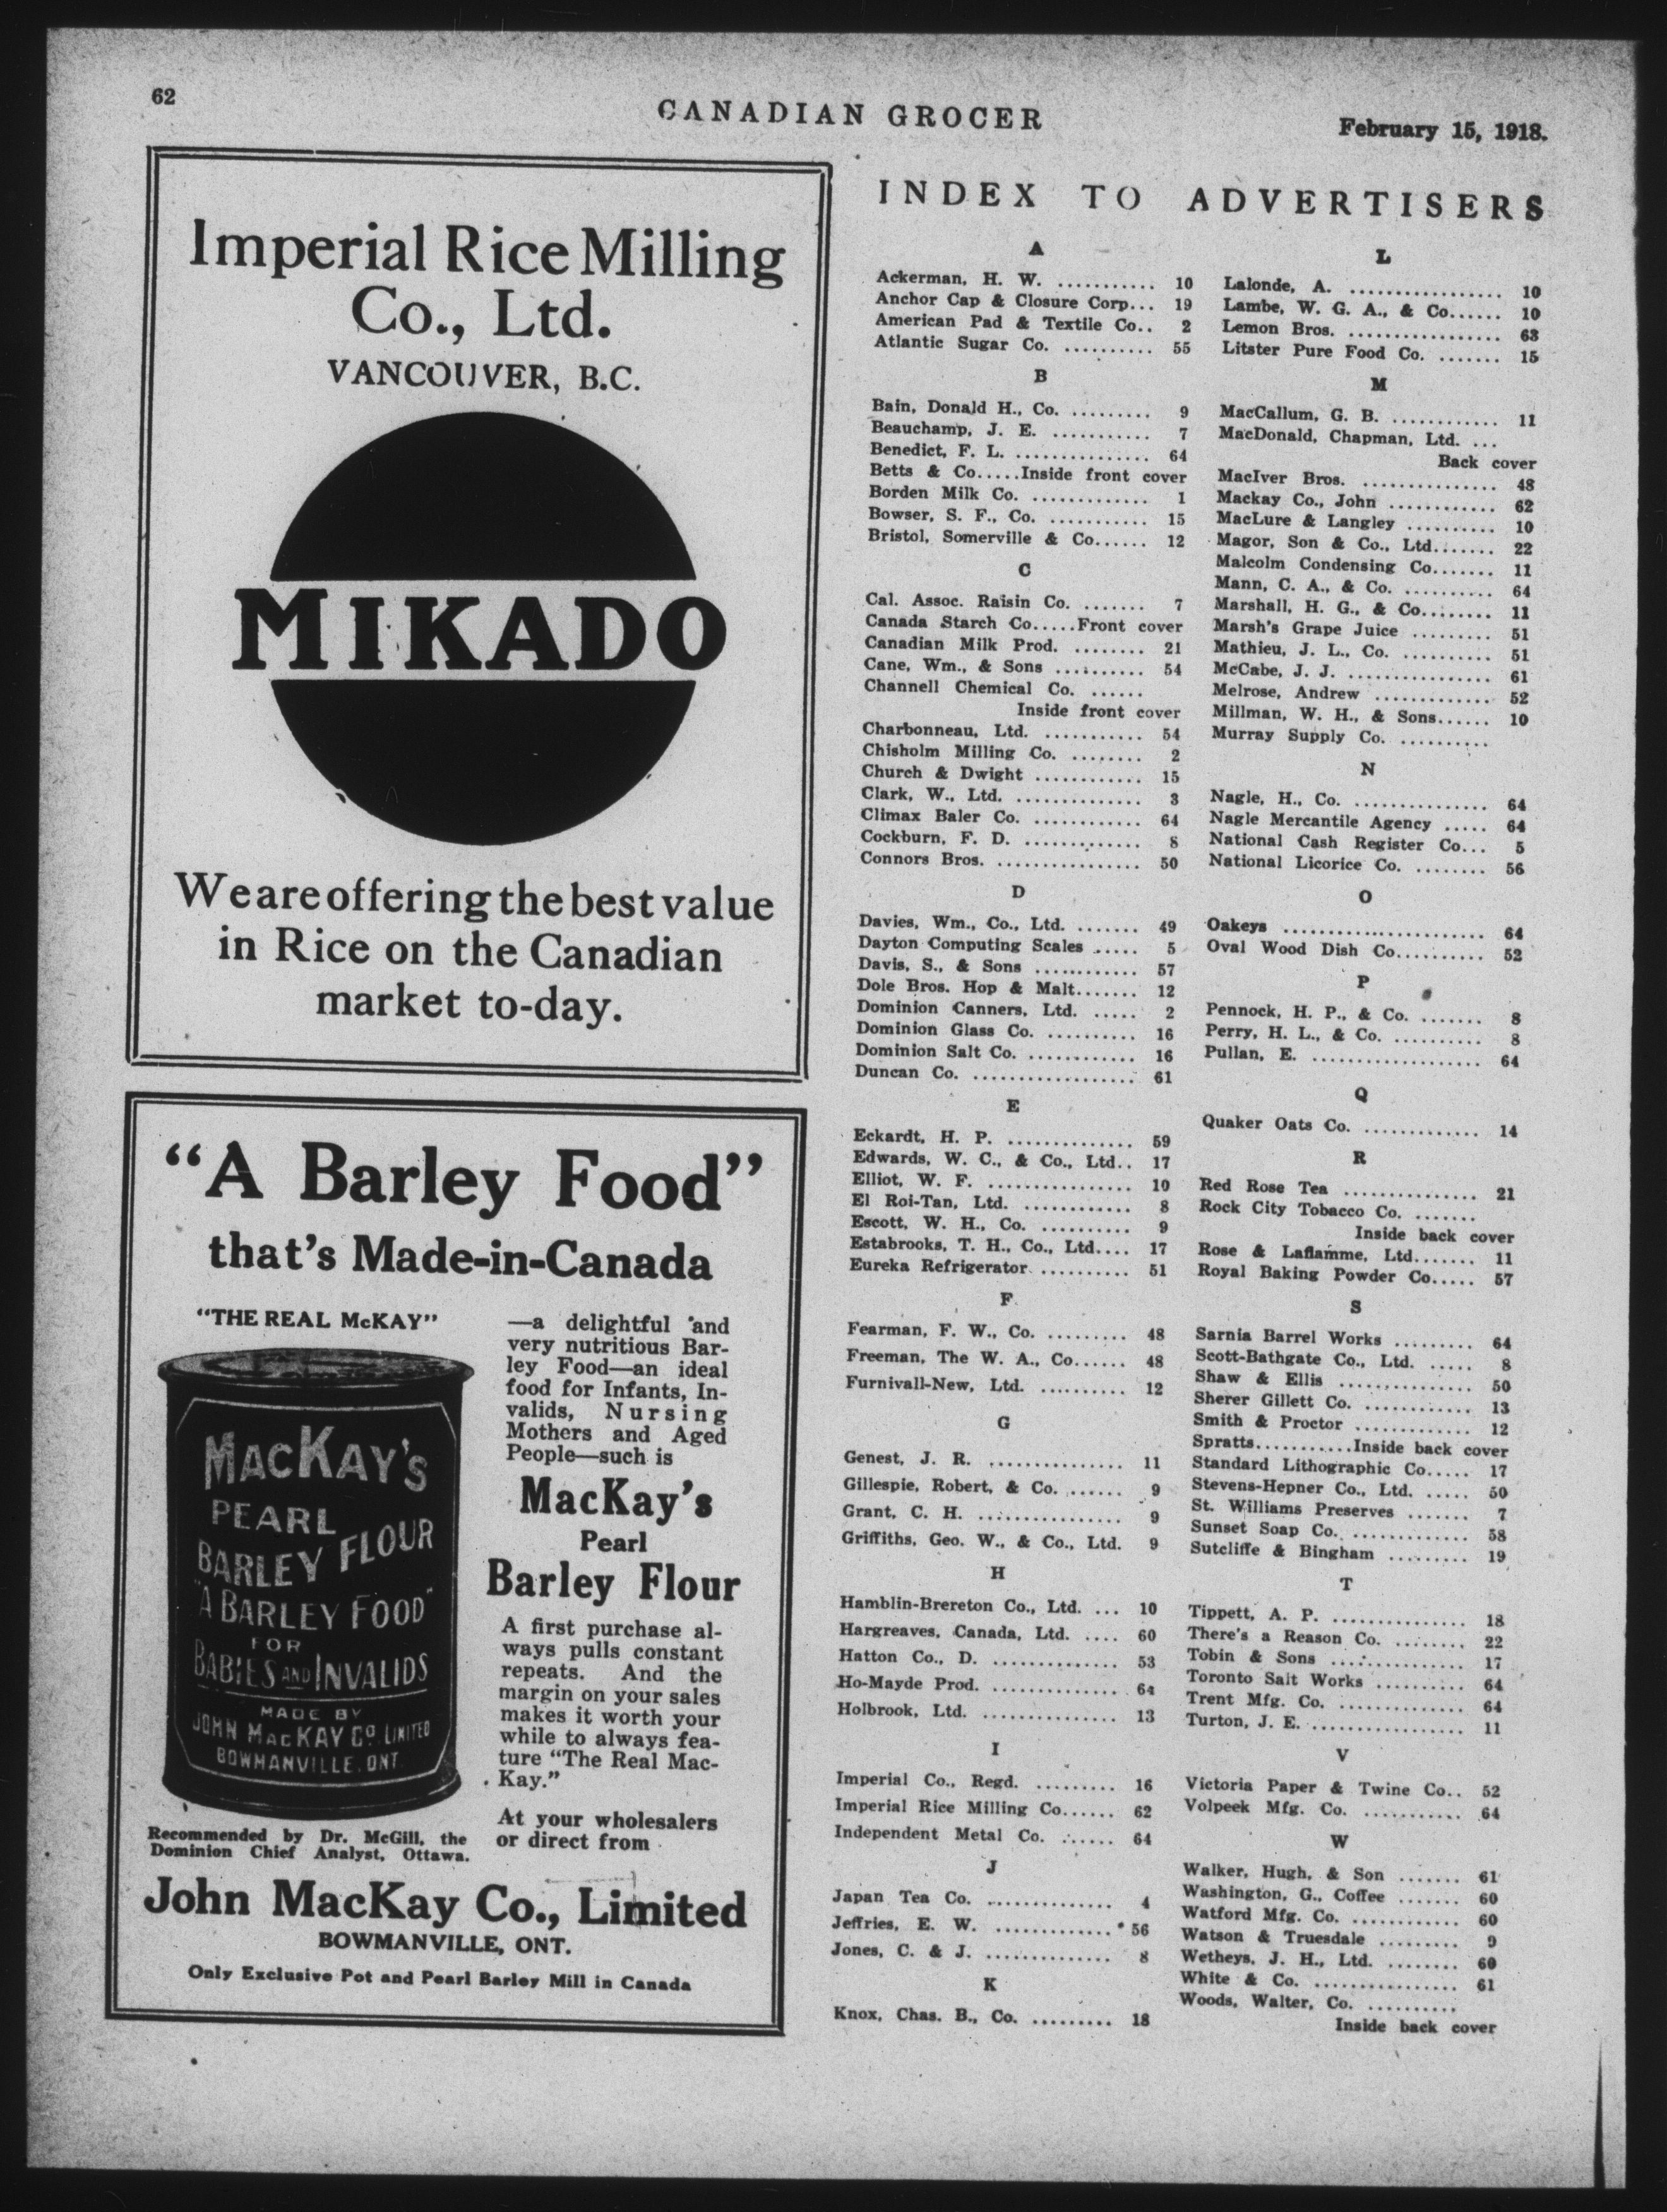 62
CANADIAN GROCER
February 15, 1918.
Imperial Rice Milling
Co., Ltd.
VANCOUVER, B.C.
MIKADO
We are offering the best value
in Rice on the Canadian
market to-day.
"A Barley Food"
that's Made-in-Canada
"THE REAL McKAY"
MACKAY'S
PEARL
BARLEY FLOUR
"A BARLEY FOOD"
FOR
BABIES AND INVALIDS
MADE BY
JOHN MACKAY CO. LIMITED
BOWMANVILLE, ONT.
Recommended by Dr. McGill, the
Dominion Chief Analyst, Ottawa.
—a delightful and
very nutritious Bar-
ley Food—an ideal
food for Infants, In-
valids, Nursing
Mothers and Aged
People—such is
MacKay's
Pearl
Barley Flour
A first purchase al-
ways pulls constant
repeats. And the
margin on your sales
makes it worth your
while to always fea-
ture "The Real Mac-
Kay."
At your wholesalers
or direct from
John MacKay Co., Limited
BOWMANVILLE, ONT.
Only Exclusive Pot and Pearl Barley Mill in Canada
INDEX TO ADVERTISERS
A
Ackerman, H. W. ........... 10
Anchor Cap & Closure Corp... 19
American Pad & Textile Co.. 2
Atlantic Sugar Co. .......... 55
B
Bain, Donald H., Co. ......... 9
Beauchamp, J. E. ........... 7
Benedict, F. L. ............... 64
Betts & Co.....Inside front cover
Borden Milk Co. ............. 1
Bowser, S. F., Co. ........... 15
Bristol, Somerville & Co...... 12
C
Cal. Assoc. Raisin Co. ....... 7
Canada Starch Co.....Front cover
Canadian Milk Prod. ........ 21
Cane, Wm., & Sons .......... 54
Channell Chemical Co. ......
Inside front cover
Charbonneau, Ltd. ........... 54
Chisholm Milling Co. ........ 2
Church & Dwight ............ 15
Clark, W., Ltd. .............. 3
Climax Baler Co. ............ 64
Cockburn, F. D. ............. 8
Connors Bros. ................ 50
D
Davies, Wm., Co., Ltd. ....... 49
Dayton Computing Scales ..... 5
Davis, S., & Sons ............ 57
Dole Bros. Hop & Malt....... 12
Dominion Canners, Ltd. ..... 2
Dominion Glass Co. .......... 16
Dominion Salt Co. ............ 16
Duncan Co. .................. 61
E
Eckardt, H. P. .............. 59
Edwards, W. C., & Co., Ltd.. 17
Elliot, W. F. ................ 10
El Roi-Tan, Ltd. ............ 8
Escott, W. H., Co. .......... 9
Estabrooks, T. H., Co., Ltd.... 17
Eureka Refrigerator .......... 51
F
Fearman, F. W., Co. ......... 48
Freeman, The W. A., Co...... 48
Furnivall-New, Ltd. .......... 12
G
Genest, J. R. ............... 11
Gillespie, Robert, & Co. ...... 9
Grant, C. H. ................ 9
Griffiths, Geo. W., & Co., Ltd. 9
H
Hamblin-Brereton Co., Ltd. ... 10
Hargreaves, Canada, Ltd. .... 60
Hatton Co., D. .............. 53
Ho-Mayde Prod. .............. 64
Holbrook, Ltd. ............... 13
I
Imperial Co., Regd. ......... 16
Imperial Rice Milling Co...... 62
Independent Metal Co. ...... 64
J
Japan Tea Co. .............. 4
Jeffries, E. W. ............. 56
Jones, C. & J. .............. 8
K
Knox, Chas. B., Co. ......... 18
L
Lalonde, A. ................. 10
Lambe, W. G. A., & Co...... 10
Lemon Bros. ................. 63
Litster Pure Food Co. ....... 15
M
MacCallum, G. B. ............ 11
MacDonald, Chapman, Ltd. ...
Back cover
MacIver Bros. ............... 48
Mackay Co., John ............ 62
MacLure & Langley .......... 10
Magor, Son & Co., Ltd....... 22
Malcolm Condensing Co....... 11
Mann, C. A., & Co. .......... 64
Marshall, H. G., & Co........ 11
Marsh's Grape Juice ......... 51
Mathieu, J. L., Co. .......... 51
McCabe, J. J. ................ 61
Melrose, Andrew ............. 52
Millman, W. H., & Sons...... 10
Murray Supply Co. ..........
N
Nagle, H., Co. ............... 64
Nagle Mercantile Agency ..... 64
National Cash Register Co... 5
National Licorice Co. ........ 56
O
Oakeys ....................... 64
Oval Wood Dish Co.......... 52
P
Pennock, H. P., & Co. ....... 8
Perry, H. L., & Co. .......... 8
Pullan, E. ................... 64
Q
Quaker Oats Co. ............. 14
R
Red Rose Tea ............... 21
Rock City Tobacco Co. .......
Inside back cover
Rose & Laflamme, Ltd....... 11
Royal Baking Powder Co..... 57
S
Sarnia Barrel Works ......... 64
Scott-Bathgate Co., Ltd. ..... 8
Shaw & Ellis ............... 50
Sherer Gillett Co. ............ 13
Smith & Proctor ............. 12
Spratts...........Inside back cover
Standard Lithographic Co..... 17
Stevens-Hepner Co., Ltd. ..... 50
St. Williams Preserves ....... 7
Sunset Soap Co. ............. 58
Sutcliffe & Bingham ......... 19
T
Tippett, A. P. ............... 18
There's a Reason Co. ........ 22
Tobin & Sons ............... 17
Toronto Salt Works .......... 64
Trent Mfg. Co. .............. 64
Turton, J. E. ................. 11
V
Victoria Paper & Twine Co.. 52
Volpeek Mfg. Co. ........... 64
W
Walker, Hugh, & Son ....... 61
Washington, G., Coffee ....... 60
Watford Mfg. Co. ............ 60
Watson & Truesdale ......... 9
Wetheys, J. H., Ltd. ........ 60
White & Co. ................ 61
Woods, Walter, Co. ..........
Inside back cover